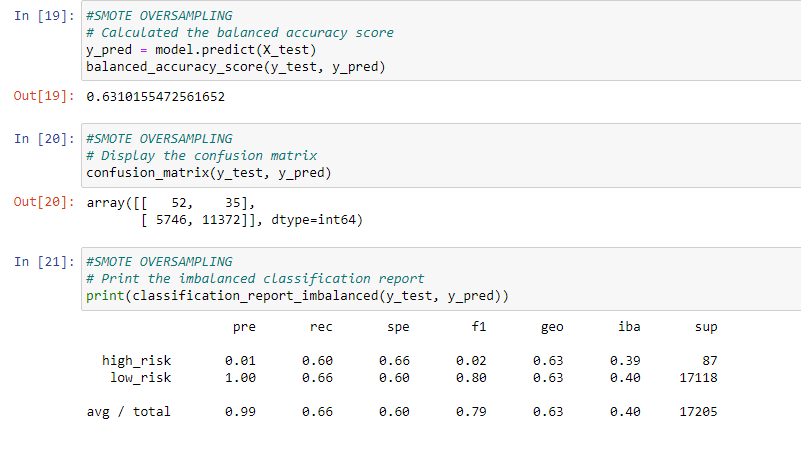 In [19]: #SMOTE OVERSAMPLING
# Calculated the balanced accuracy score
y_pred = model.predict(X_test)
balanced_accuracy_score(y_test, y_pred)
Out[19]: 0.6310155472561652
In [20]: #SMOTE OVERSAMPLING
# Display the confusion matrix
confusion_matrix(y_test, y_pred)
Out[20]: array([[   52,    35],
       [ 5746, 11372]], dtype=int64)
In [21]: #SMOTE OVERSAMPLING
# Print the imbalanced classification report
print(classification_report_imbalanced(y_test, y_pred))
pre rec spe f1 geo iba sup
high_risk 0.01 0.60 0.66 0.02 0.63 0.39 87
low_risk 1.00 0.66 0.60 0.80 0.63 0.40 17118
avg / total 0.99 0.66 0.60 0.79 0.63 0.40 17205